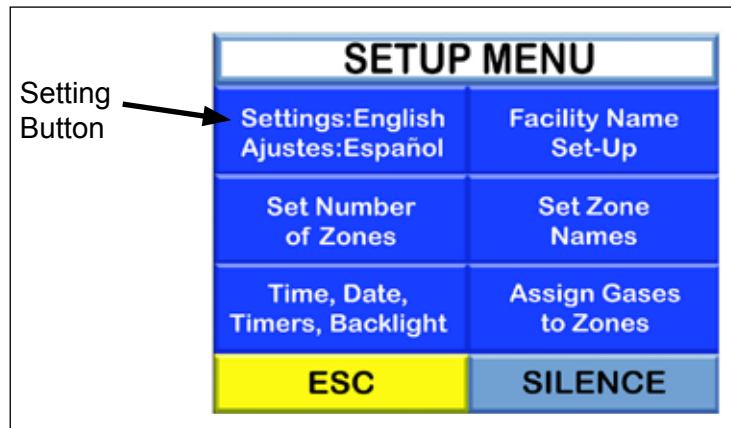 SETUP MENU
Setting
Button
Settings:English
Ajustes:Español
Facility Name
Set-Up
Set Number
of Zones
Set Zone
Names
Time, Date,
Timers, Backlight
Assign Gases
to Zones
ESC
SILENCE